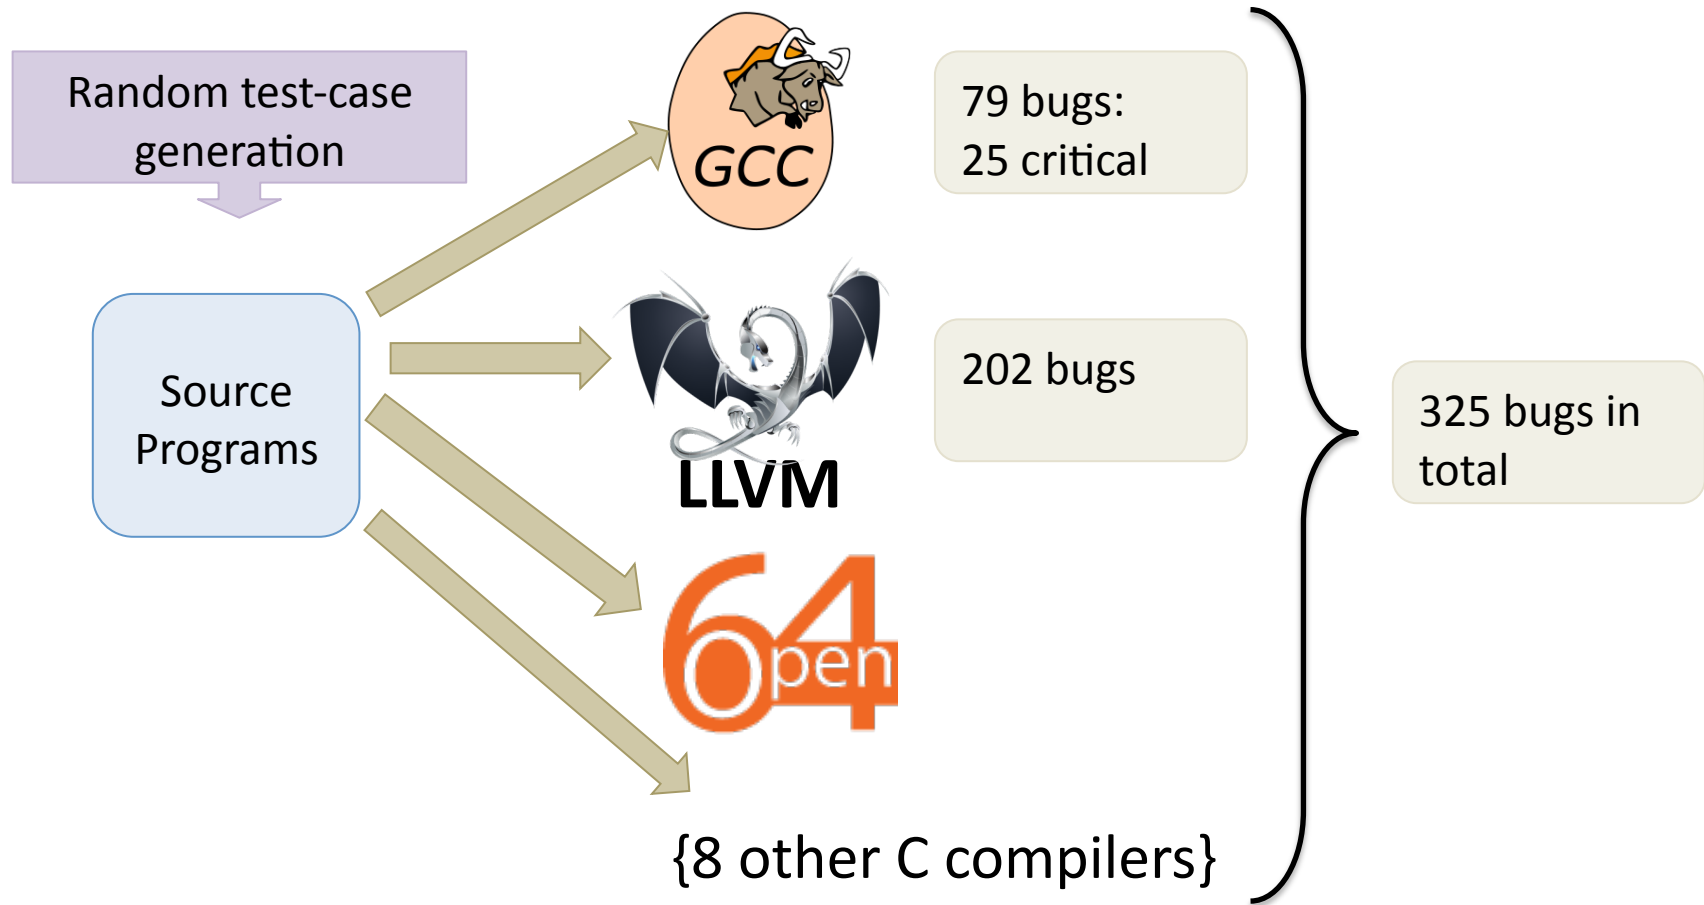 Random test-case
generation
Source
Programs
GCC
79 bugs:
25 critical
LLVM
202 bugs
64
open
{8 other C compilers}
325 bugs in
total